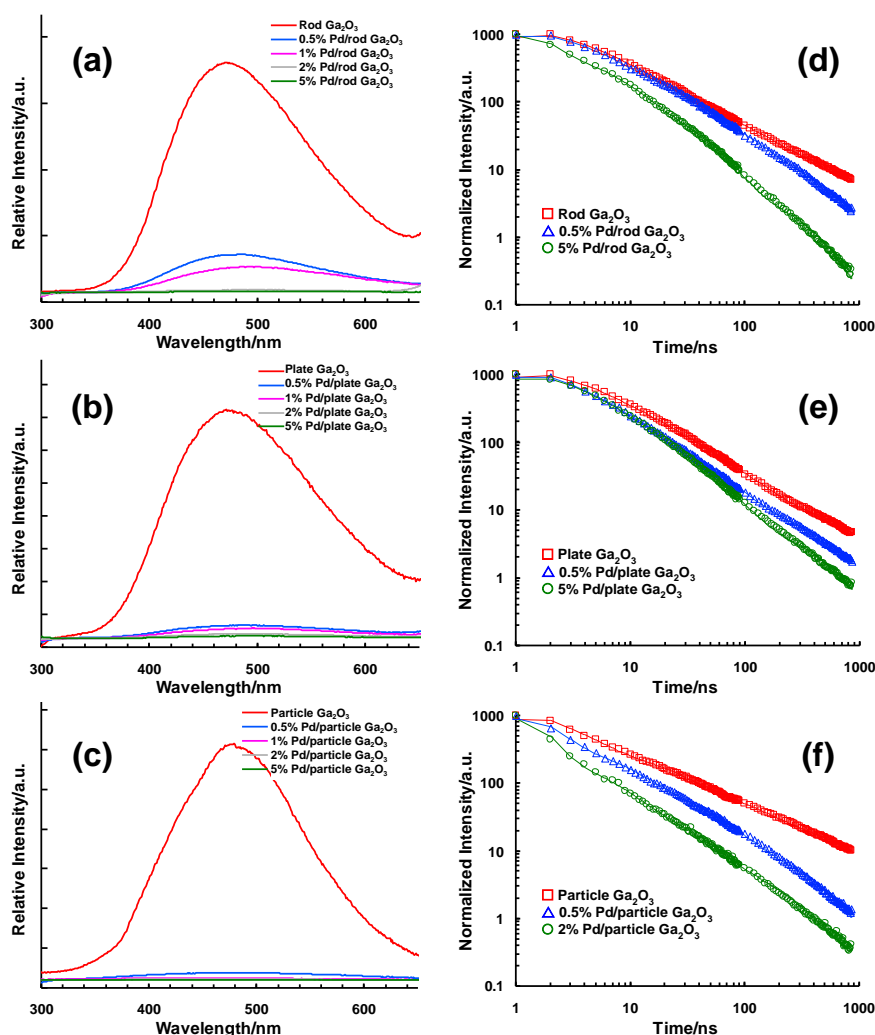 (a)
Relative Intensity/a.u.
Rod Ga₂O₃
0.5% Pd/rod Ga₂O₃
1% Pd/rod Ga₂O₃
2% Pd/rod Ga₂O₃
5% Pd/rod Ga₂O₃
300 400 500 600
Wavelength/nm
(d)
Normalized Intensity/a.u.
1000
100
10
1
0.1
Rod Ga₂O₃
0.5% Pd/rod Ga₂O₃
5% Pd/rod Ga₂O₃
1 10 100 1000
Time/ns
(b)
Relative Intensity/a.u.
Plate Ga₂O₃
0.5% Pd/plate Ga₂O₃
1% Pd/plate Ga₂O₃
2% Pd/plate Ga₂O₃
5% Pd/plate Ga₂O₃
300 400 500 600
Wavelength/nm
(e)
Normalized Intensity/a.u.
1000
100
10
1
0.1
Plate Ga₂O₃
0.5% Pd/plate Ga₂O₃
5% Pd/plate Ga₂O₃
1 10 100 1000
Time/ns
(c)
Relative Intensity/a.u.
Particle Ga₂O₃
0.5% Pd/particle Ga₂O₃
1% Pd/particle Ga₂O₃
2% Pd/particle Ga₂O₃
5% Pd/particle Ga₂O₃
300 400 500 600
Wavelength/nm
(f)
Normalized Intensity/a.u.
1000
100
10
1
0.1
Particle Ga₂O₃
0.5% Pd/particle Ga₂O₃
2% Pd/particle Ga₂O₃
1 10 100 1000
Time/ns